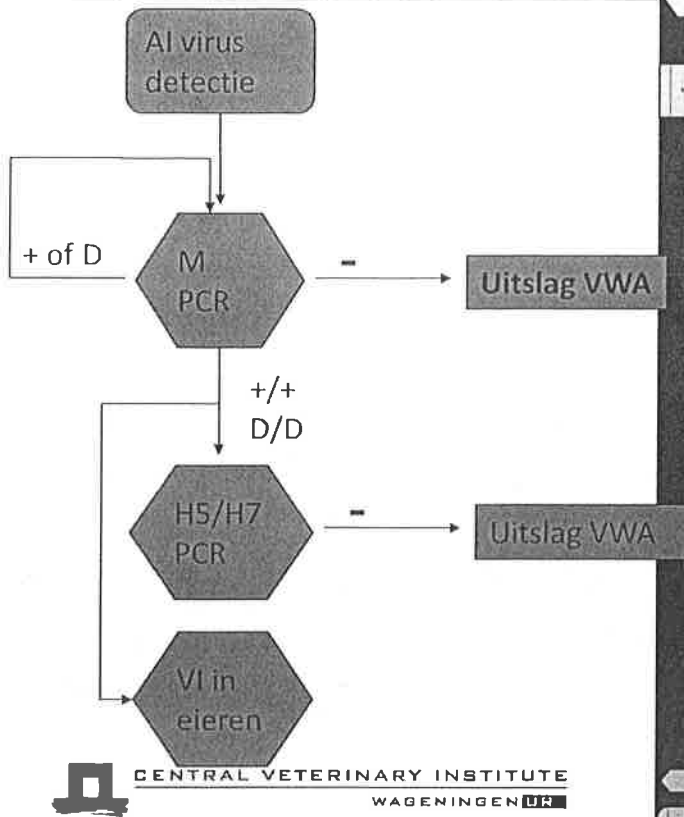 AI virus
detectie
+ of D
M
PCR
-
Uitslag VWA
+/+
D/D
H5/H7
PCR
-
Uitslag VWA
VI in
eieren
CENTRAL VETERINARY INSTITUTE
WAGENINGEN UR